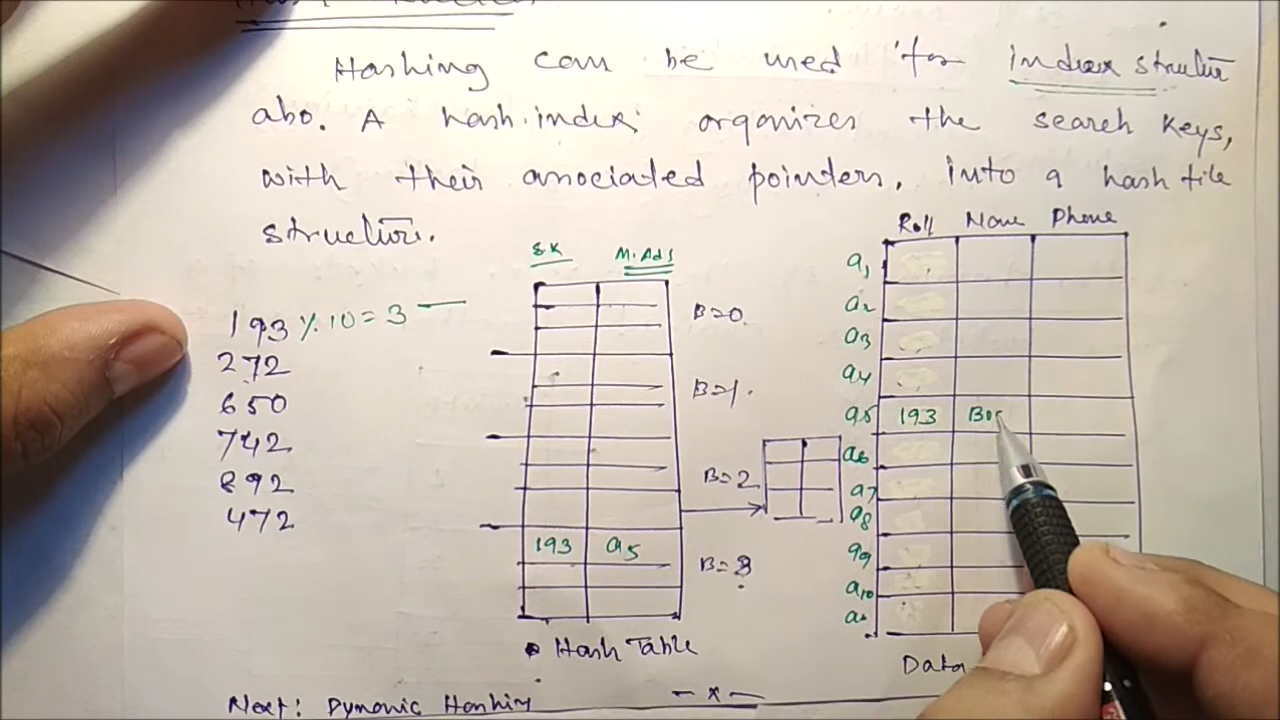 Hashing can be used for index structure
also. A hash index organizes the search keys,
with their associated pointers, into a hash file
structure.
S.K M.Ads
Roll Name Phone
193 % 10 = 3
272
650
742
892
472
B=0
B=1
B=2
193 a5 B=3
Hash Table
a1
a2
a3
a4
a5 193
a6
a7
a8
a9
a10
Data
Next: Dynamic Hashing